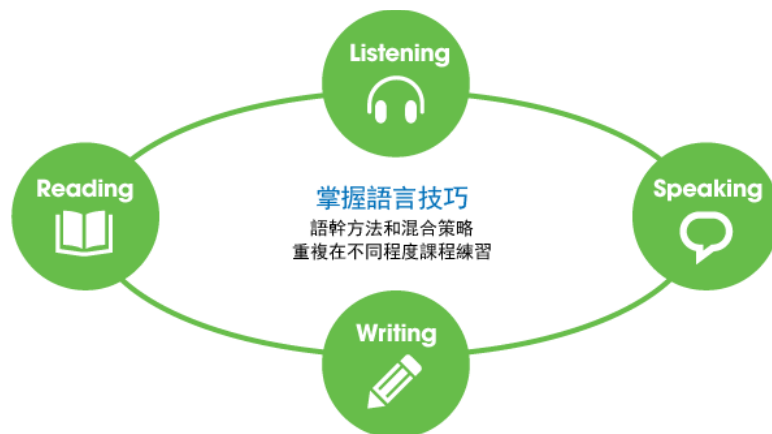 Listening
Reading
Speaking
掌握語言技巧
語幹方法和混合策略
重複在不同程度課程練習
Writing